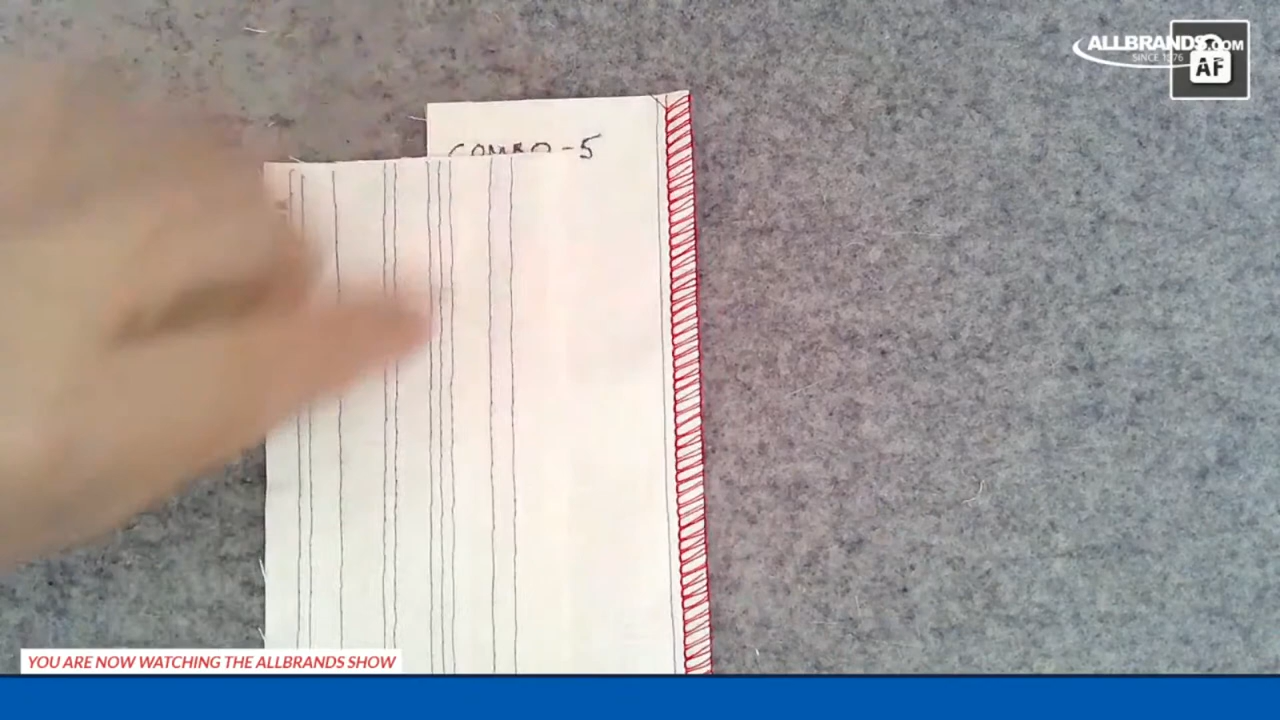 ALLBRANDS.COM
SINCE 1976
AF
COMBO-5
YOU ARE NOW WATCHING THE ALLBRANDS SHOW